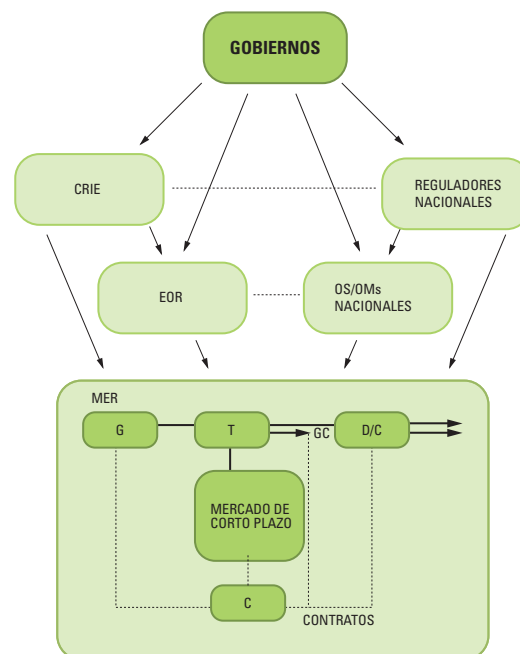 GOBIERNOS
CRIE
REGULADORES
NACIONALES
EOR
OS/OMs
NACIONALES
MER
G
T
GC
D/C
MERCADO DE
CORTO PLAZO
C
CONTRATOS